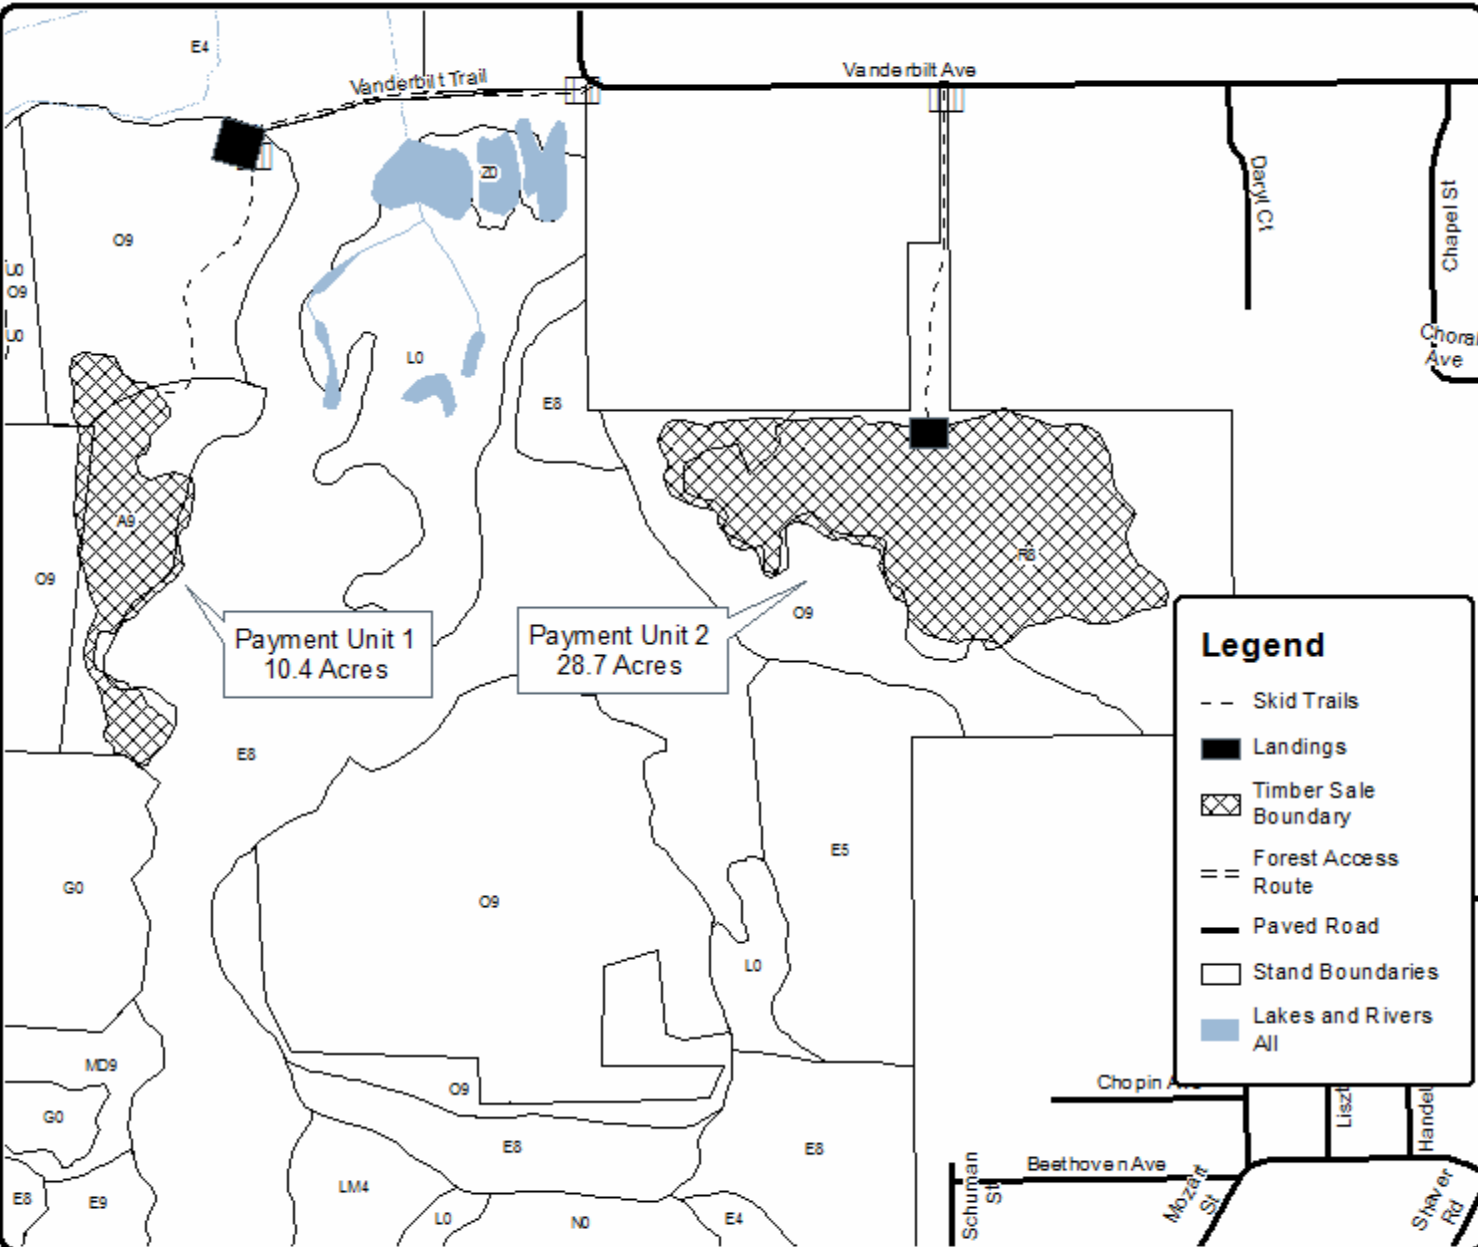 E4
Vanderbilt Trail
Vanderbilt Ave
Z0
Daryl Ct
Chapel St
O9
U0
O9
U0
Choral
Ave
L0
E8
A9
R8
O9
O9
Payment Unit 1
10.4 Acres
Payment Unit 2
28.7 Acres
E8
E5
G0
O9
L0
MD9
G0
O9
E8
E8
LM4
E8
E9
L0
N0
E4
Legend
Skid Trails
Landings
Timber Sale
Boundary
Forest Access
Route
Paved Road
Stand Boundaries
Lakes and Rivers
All
Chopin Ave
Liszt
Handel
Beethoven Ave
Schuman
St
Mozart
St
Shaver
Rd